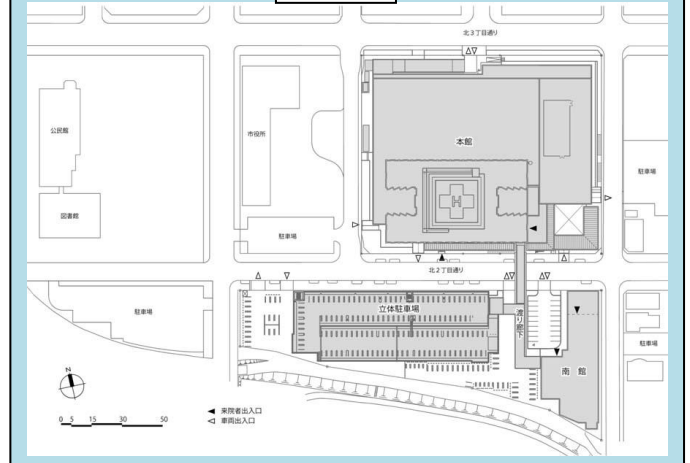 北3丁目通り
公民館
市役所
本館
駐車場
H
図書館
駐車場
北2丁目通り
駐車場
立体駐車場
渡り廊下
駐車場
南館
N
0 5 15 30 50
◀ 来院者出入口
◁ 車両出入口